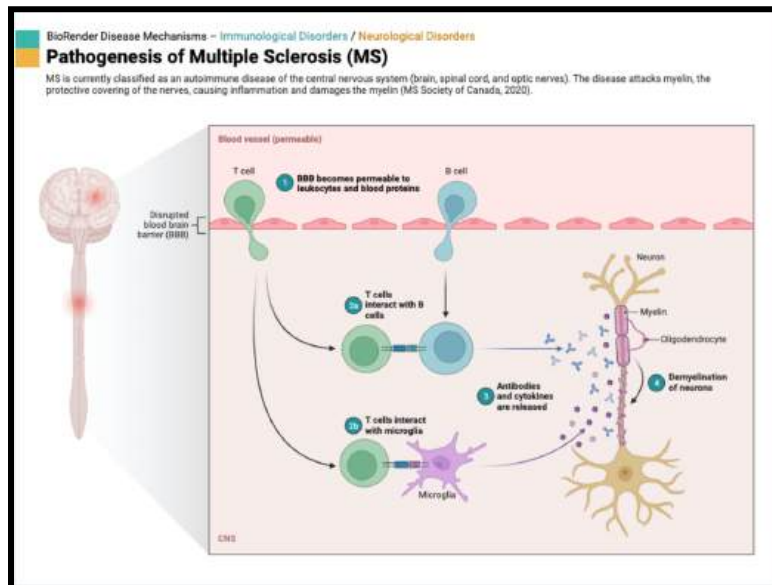 BioRender Disease Mechanisms – Immunological Disorders / Neurological Disorders
Pathogenesis of Multiple Sclerosis (MS)
MS is currently classified as an autoimmune disease of the central nervous system (brain, spinal cord, and optic nerves). The disease attacks myelin, the
protective covering of the nerves, causing inflammation and damages the myelin (MS Society of Canada, 2020).
Blood vessel (permeable)
T cell
1
BBB becomes permeable to
leukocytes and blood proteins
B cell
Disrupted
blood brain
barrier (BBB)
Neuron
2a
T cells
interact with B
cells
Myelin
Oligodendrocyte
3
Antibodies
and cytokines
are released
4
Demyelination
of neurons
2b
T cells interact
with microglia
Microglia
CNS